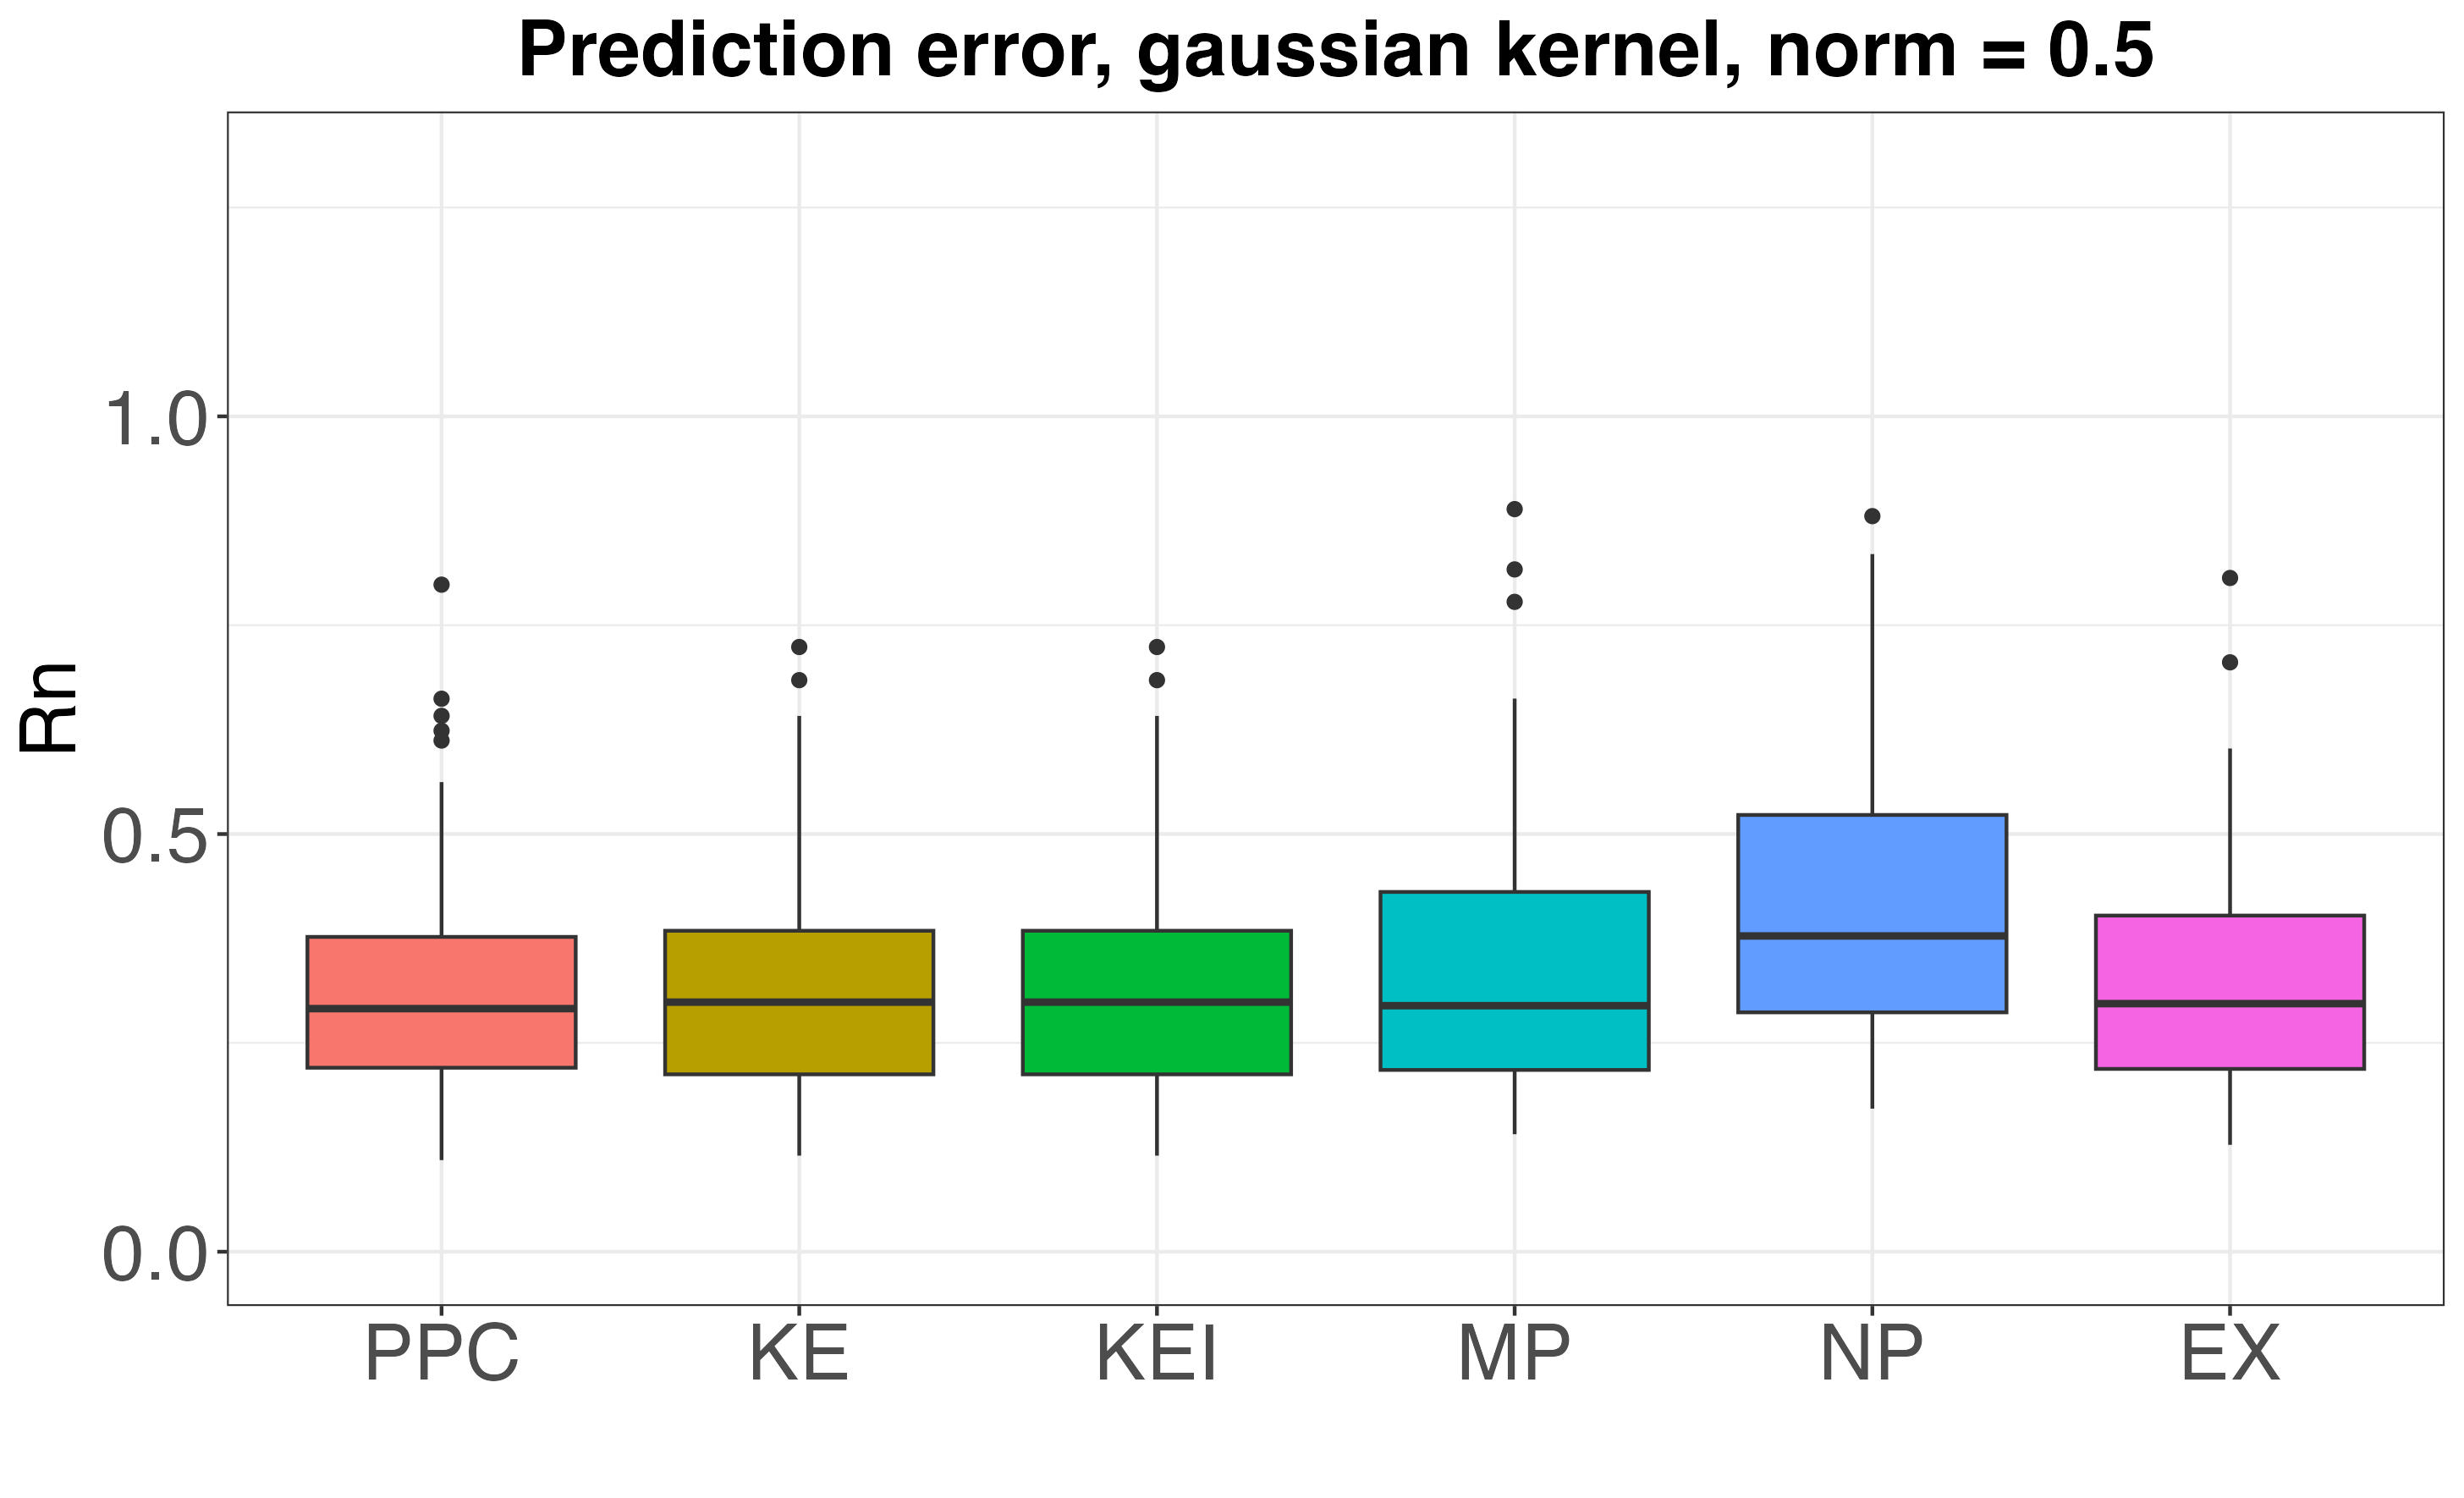 Prediction error, gaussian kernel, norm = 0.5
Rn
1.0
0.5
0.0
PPC KE KEI MP NP EX